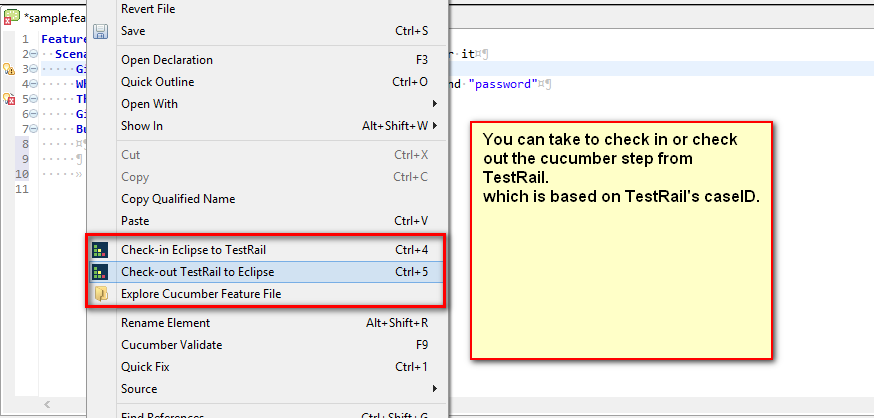 *sample.fea
Revert File
Save Ctrl+S
1 Feature
2 Scena r it
3 Gi
4 Wh nd "password"
5 Th
6 Gi
7 Bu
8
9
10
11
Open Declaration F3
Quick Outline Ctrl+O
Open With
Show In Alt+Shift+W
Cut Ctrl+X
Copy Ctrl+C
Copy Qualified Name
Paste Ctrl+V
Check-in Eclipse to TestRail Ctrl+4
Check-out TestRail to Eclipse Ctrl+5
Explore Cucumber Feature File
Rename Element Alt+Shift+R
Cucumber Validate F9
Quick Fix Ctrl+1
Source
Find References Ctrl+Shift+G
You can take to check in or check
out the cucumber step from
TestRail.
which is based on TestRail's caseID.